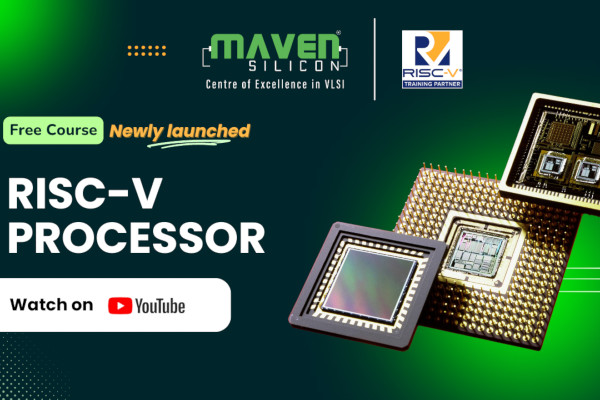 MAVEN
SILICON
Centre of Excellence in VLSI
RISC-V
TRAINING PARTNER
Free Course Newly launched
RISC-V
PROCESSOR
Watch on YouTube